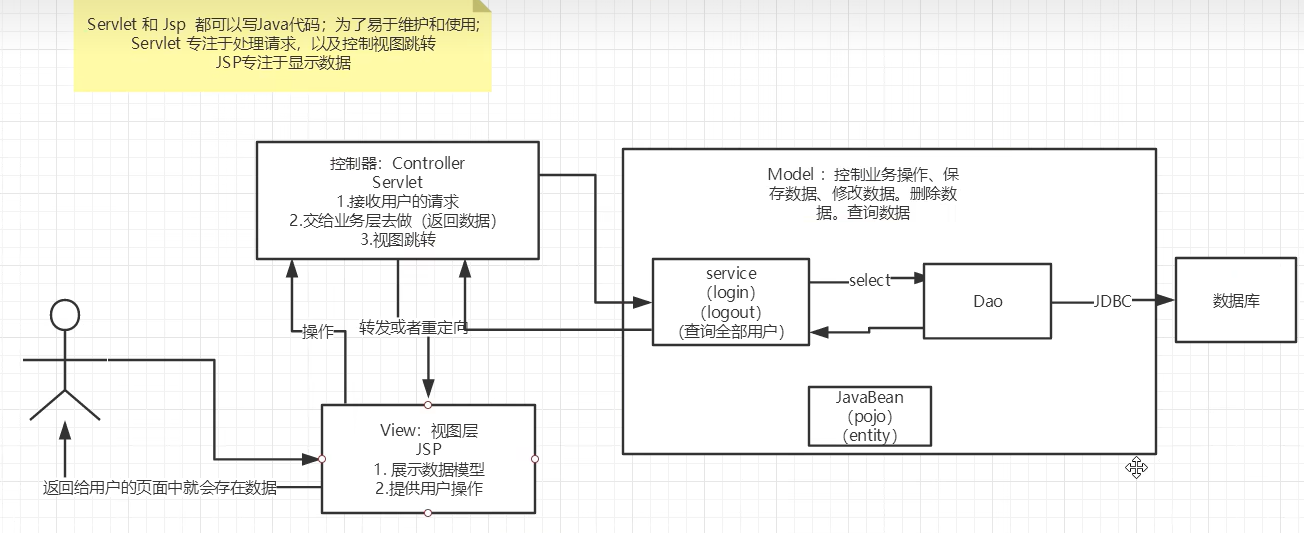 Servlet 和 Jsp 都可以写Java代码；为了易于维护和使用;
Servlet 专注于处理请求，以及控制视图跳转
JSP专注于显示数据
控制器：Controller
Servlet
1.接收用户的请求
2.交给业务层去做（返回数据）
3.视图跳转
Model ：控制业务操作、保
存数据、修改数据。删除数
据。查询数据
service
（login）
（logout）
（查询全部用户）
select
Dao
JDBC
数据库
操作
转发或者重定向
JavaBean
（pojo）
（entity）
View：视图层
JSP
1. 展示数据模型
2.提供用户操作
返回给用户的页面中就会存在数据